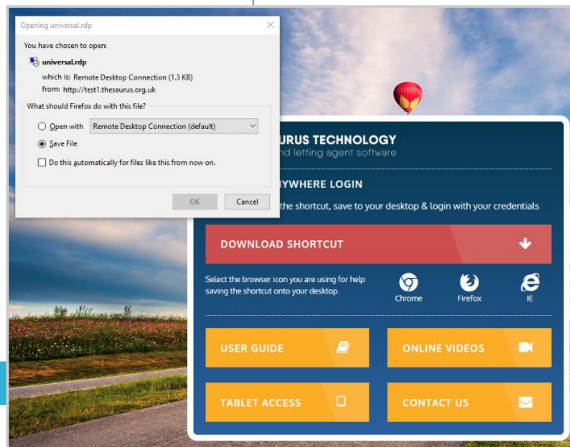 Opening universal.rdp
You have chosen to open:
universal.rdp
which is: Remote Desktop Connection (1.3 KB)
from: http://test1.thesaurus.org.uk
What should Firefox do with this file?
Open with Remote Desktop Connection (default)
Save File
Do this automatically for files like this from now on.
OK Cancel
URUS TECHNOLOGY
nd letting agent software
YWHERE LOGIN
the shortcut, save to your desktop & login with your credentials
DOWNLOAD SHORTCUT
Select the browser icon you are using for help
saving the shortcut onto your desktop.
Chrome Firefox IE
USER GUIDE ONLINE VIDEOS
TABLET ACCESS CONTACT US